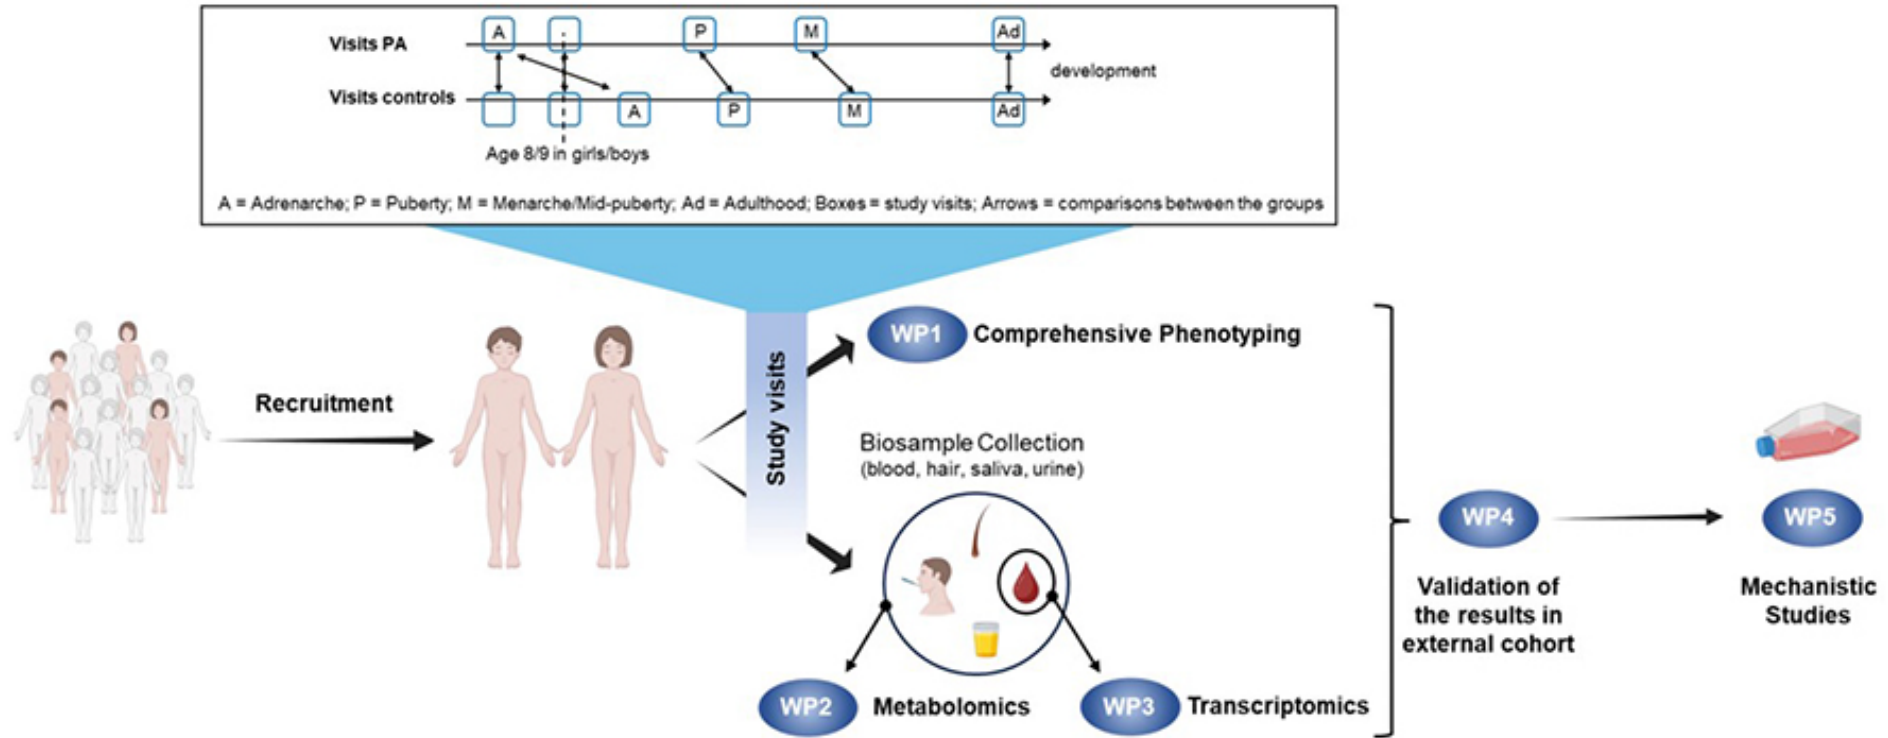 A - P M Ad
Visits PA
development
Visits controls
A P M Ad
Age 8/9 in girls/boys
A = Adrenarche; P = Puberty; M = Menarche/Mid-puberty; Ad = Adulthood; Boxes = study visits; Arrows = comparisons between the groups
Recruitment
Study visits
WP1 Comprehensive Phenotyping
Biosample Collection
(blood, hair, saliva, urine)
WP2 Metabolomics
WP3 Transcriptomics
WP4
Validation of
the results in
external cohort
WP5
Mechanistic
Studies